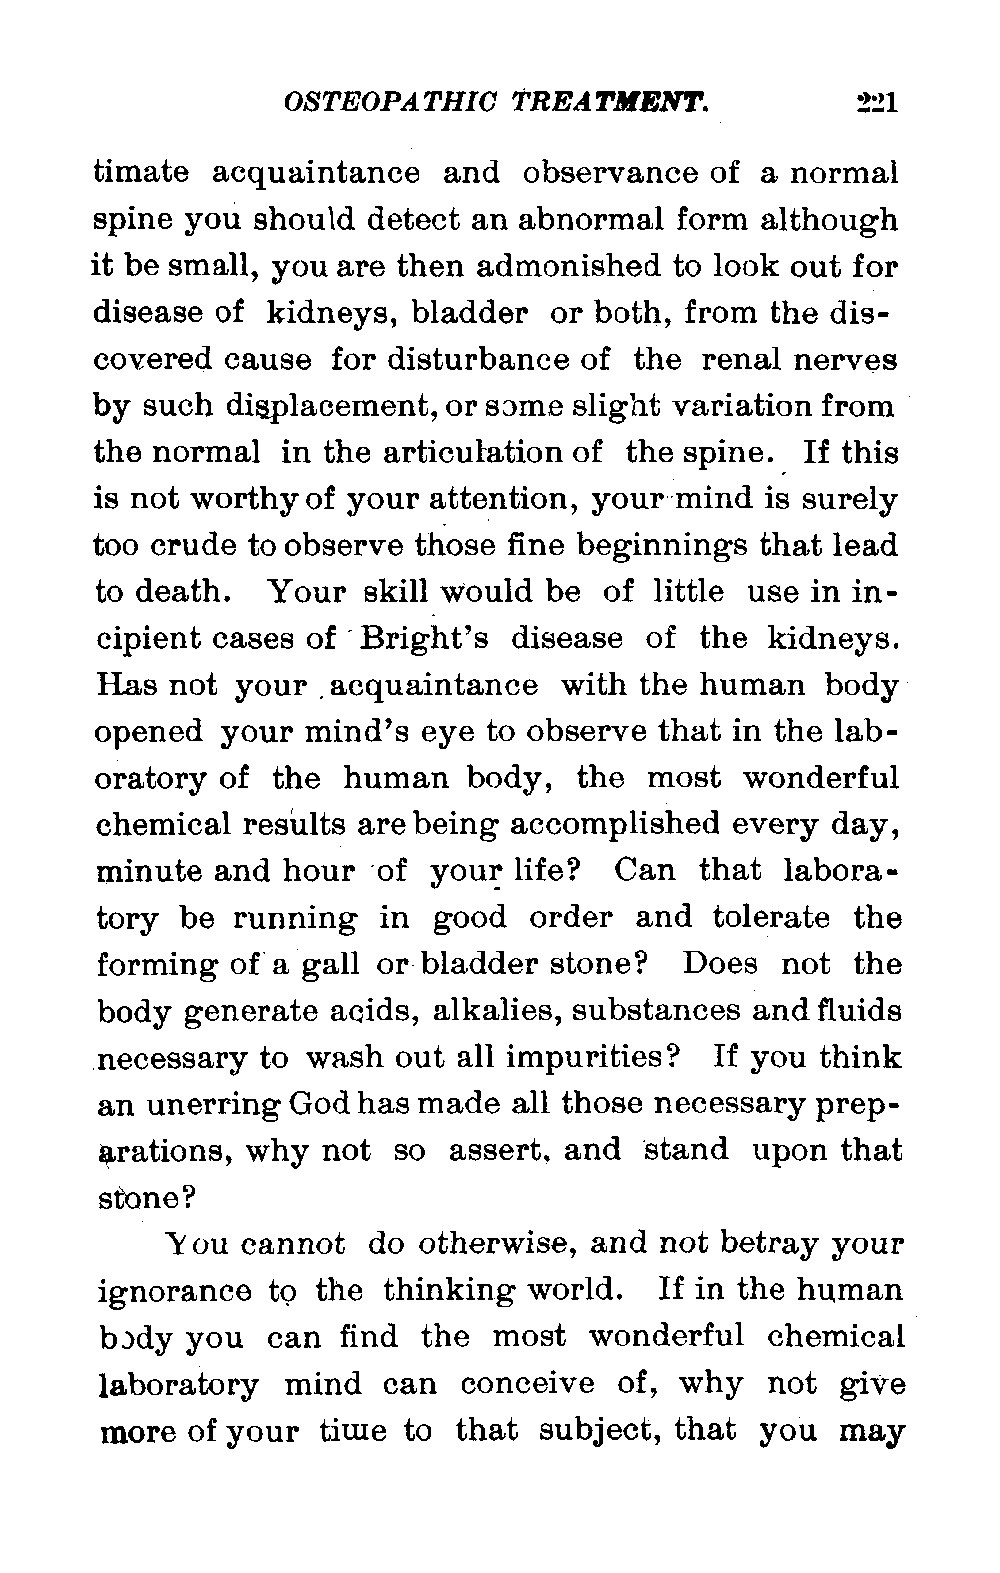 OSTEOPATHIC TREATMENT. 221
timate acquaintance and observance of a normal
spine you should detect an abnormal form although
it be small, you are then admonished to look out for
disease of kidneys, bladder or both, from the dis-
covered cause for disturbance of the renal nerves
by such displacement, or some slight variation from
the normal in the articulation of the spine. If this
is not worthy of your attention, your mind is surely
too crude to observe those fine beginnings that lead
to death. Your skill would be of little use in in-
cipient cases of Bright's disease of the kidneys.
Has not your acquaintance with the human body
opened your mind's eye to observe that in the lab-
oratory of the human body, the most wonderful
chemical results are being accomplished every day,
minute and hour of your life? Can that labora-
tory be running in good order and tolerate the
forming of a gall or bladder stone? Does not the
body generate acids, alkalies, substances and fluids
necessary to wash out all impurities? If you think
an unerring God has made all those necessary prep-
arations, why not so assert, and stand upon that
stone?
You cannot do otherwise, and not betray your
ignorance to the thinking world. If in the human
body you can find the most wonderful chemical
laboratory mind can conceive of, why not give
more of your time to that subject, that you may